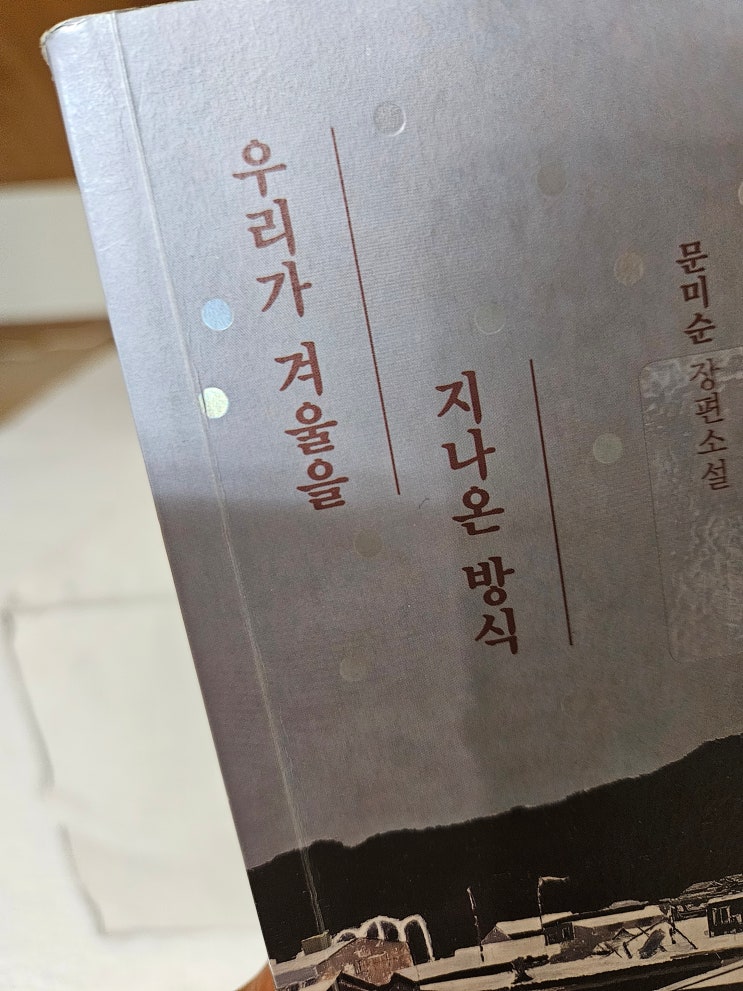 우리가 겨울을
지나온 방식
문미순 장편소설